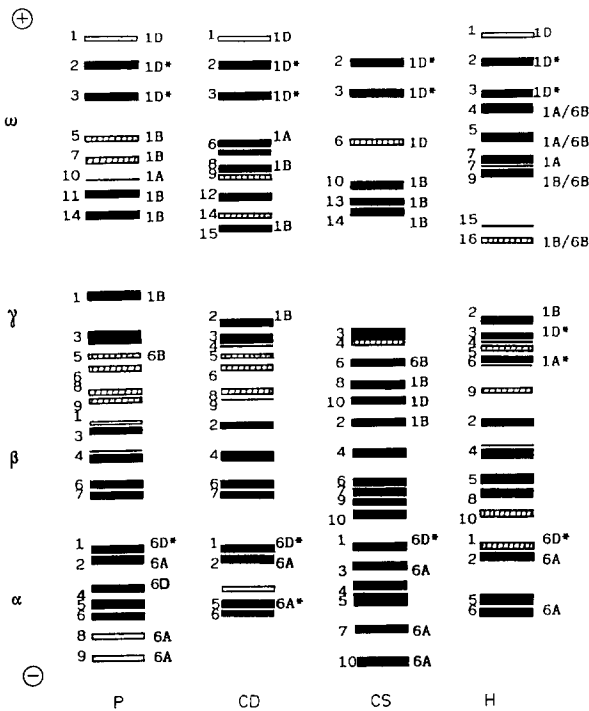 ⊕
1 1D 1 1D 1 1D
2 1D* 2 1D* 2 1D* 2 1D*
3 1D* 3 1D* 3 1D* 3 1D*
4 1A/6B
ω
5 1B 6 1A 6 1D 5 1A/6B
7 1B 8 1B 7 1A
10 1A 9 7
9 1B/6B
11 1B 12 10 1B
13 1B
14 1B 14 14 1B
15 1B 15
16 1B/6B
1 1B
γ
2 1B 2 1B
3 3 3 3 1D*
4 4 4
5 6B 5 6 6B 5
6 1A*
6 6 8 1B
8 8 9
9 9 10 1D
1 2 2 1B 2
3
β
4 4 4 4
6 6 6 5
7 7 7 8
9
10 10
1 6D* 1 6D* 1 6D* 1 6D*
2 6A 2 6A 3 6A 2 6A
6D
4 4
α
5 5 6A* 5 5
6 6 6 6A
8 6A 7 6A
9 6A 10 6A
⊖
P CD CS H